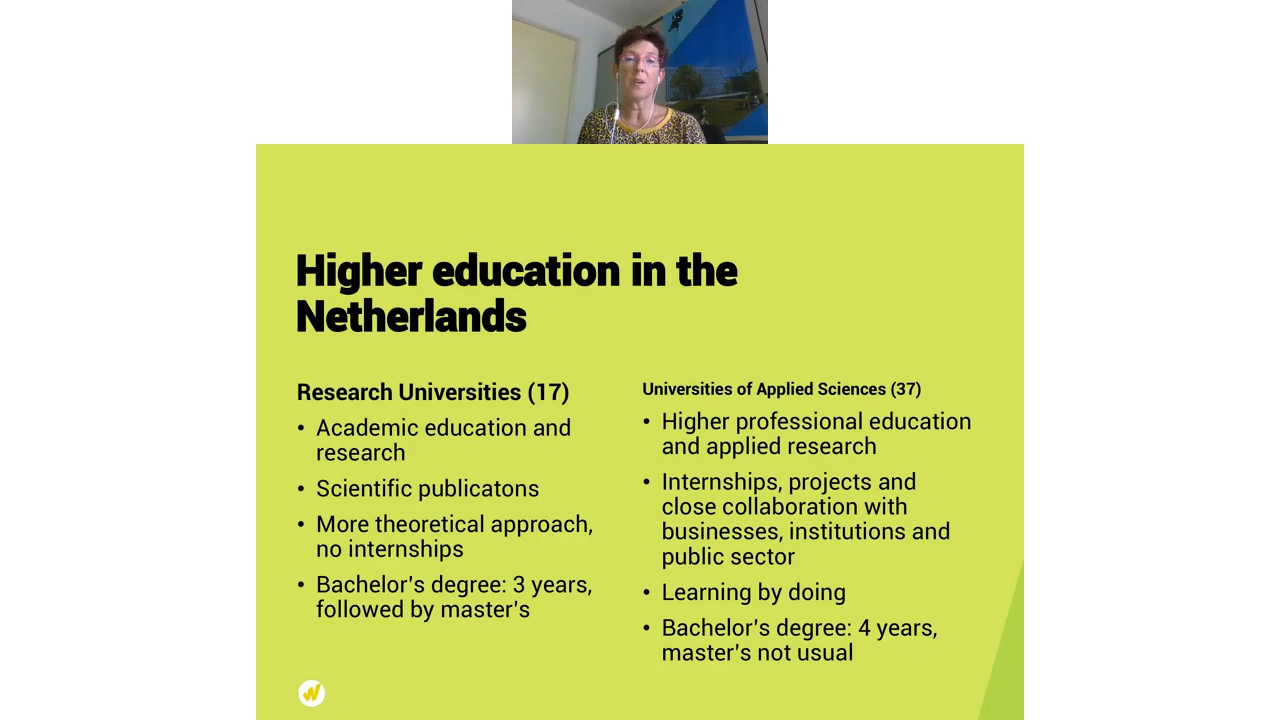 Higher education in the
Netherlands
Research Universities (17)
• Academic education and
research
• Scientific publicatons
• More theoretical approach,
no internships
• Bachelor's degree: 3 years,
followed by master's
Universities of Applied Sciences (37)
• Higher professional education
and applied research
• Internships, projects and
close collaboration with
businesses, institutions and
public sector
• Learning by doing
• Bachelor's degree: 4 years,
master's not usual